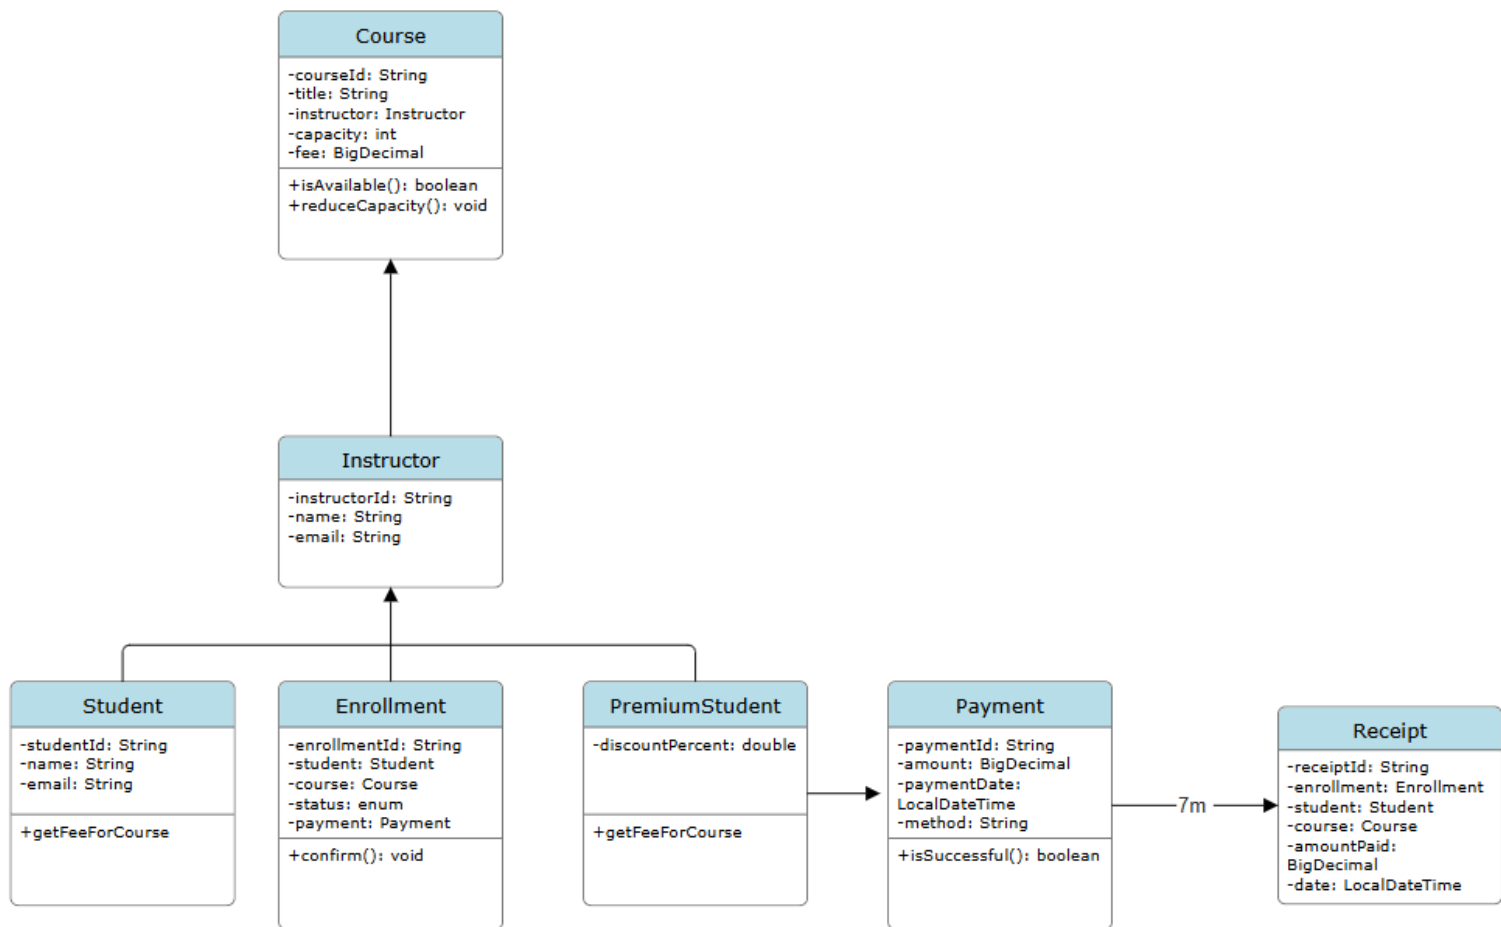 Course
-courseId: String
-title: String
-instructor: Instructor
-capacity: int
-fee: BigDecimal
+isAvailable(): boolean
+reduceCapacity(): void
Instructor
-instructorId: String
-name: String
-email: String
Student
-studentId: String
-name: String
-email: String
+getFeeForCourse
Enrollment
-enrollmentId: String
-student: Student
-course: Course
-status: enum
-payment: Payment
+confirm(): void
PremiumStudent
-discountPercent: double
+getFeeForCourse
Payment
-paymentId: String
-amount: BigDecimal
-paymentDate:
LocalDateTime
-method: String
+isSuccessful(): boolean
7m
Receipt
-receiptId: String
-enrollment: Enrollment
-student: Student
-course: Course
-amountPaid:
BigDecimal
-date: LocalDateTime